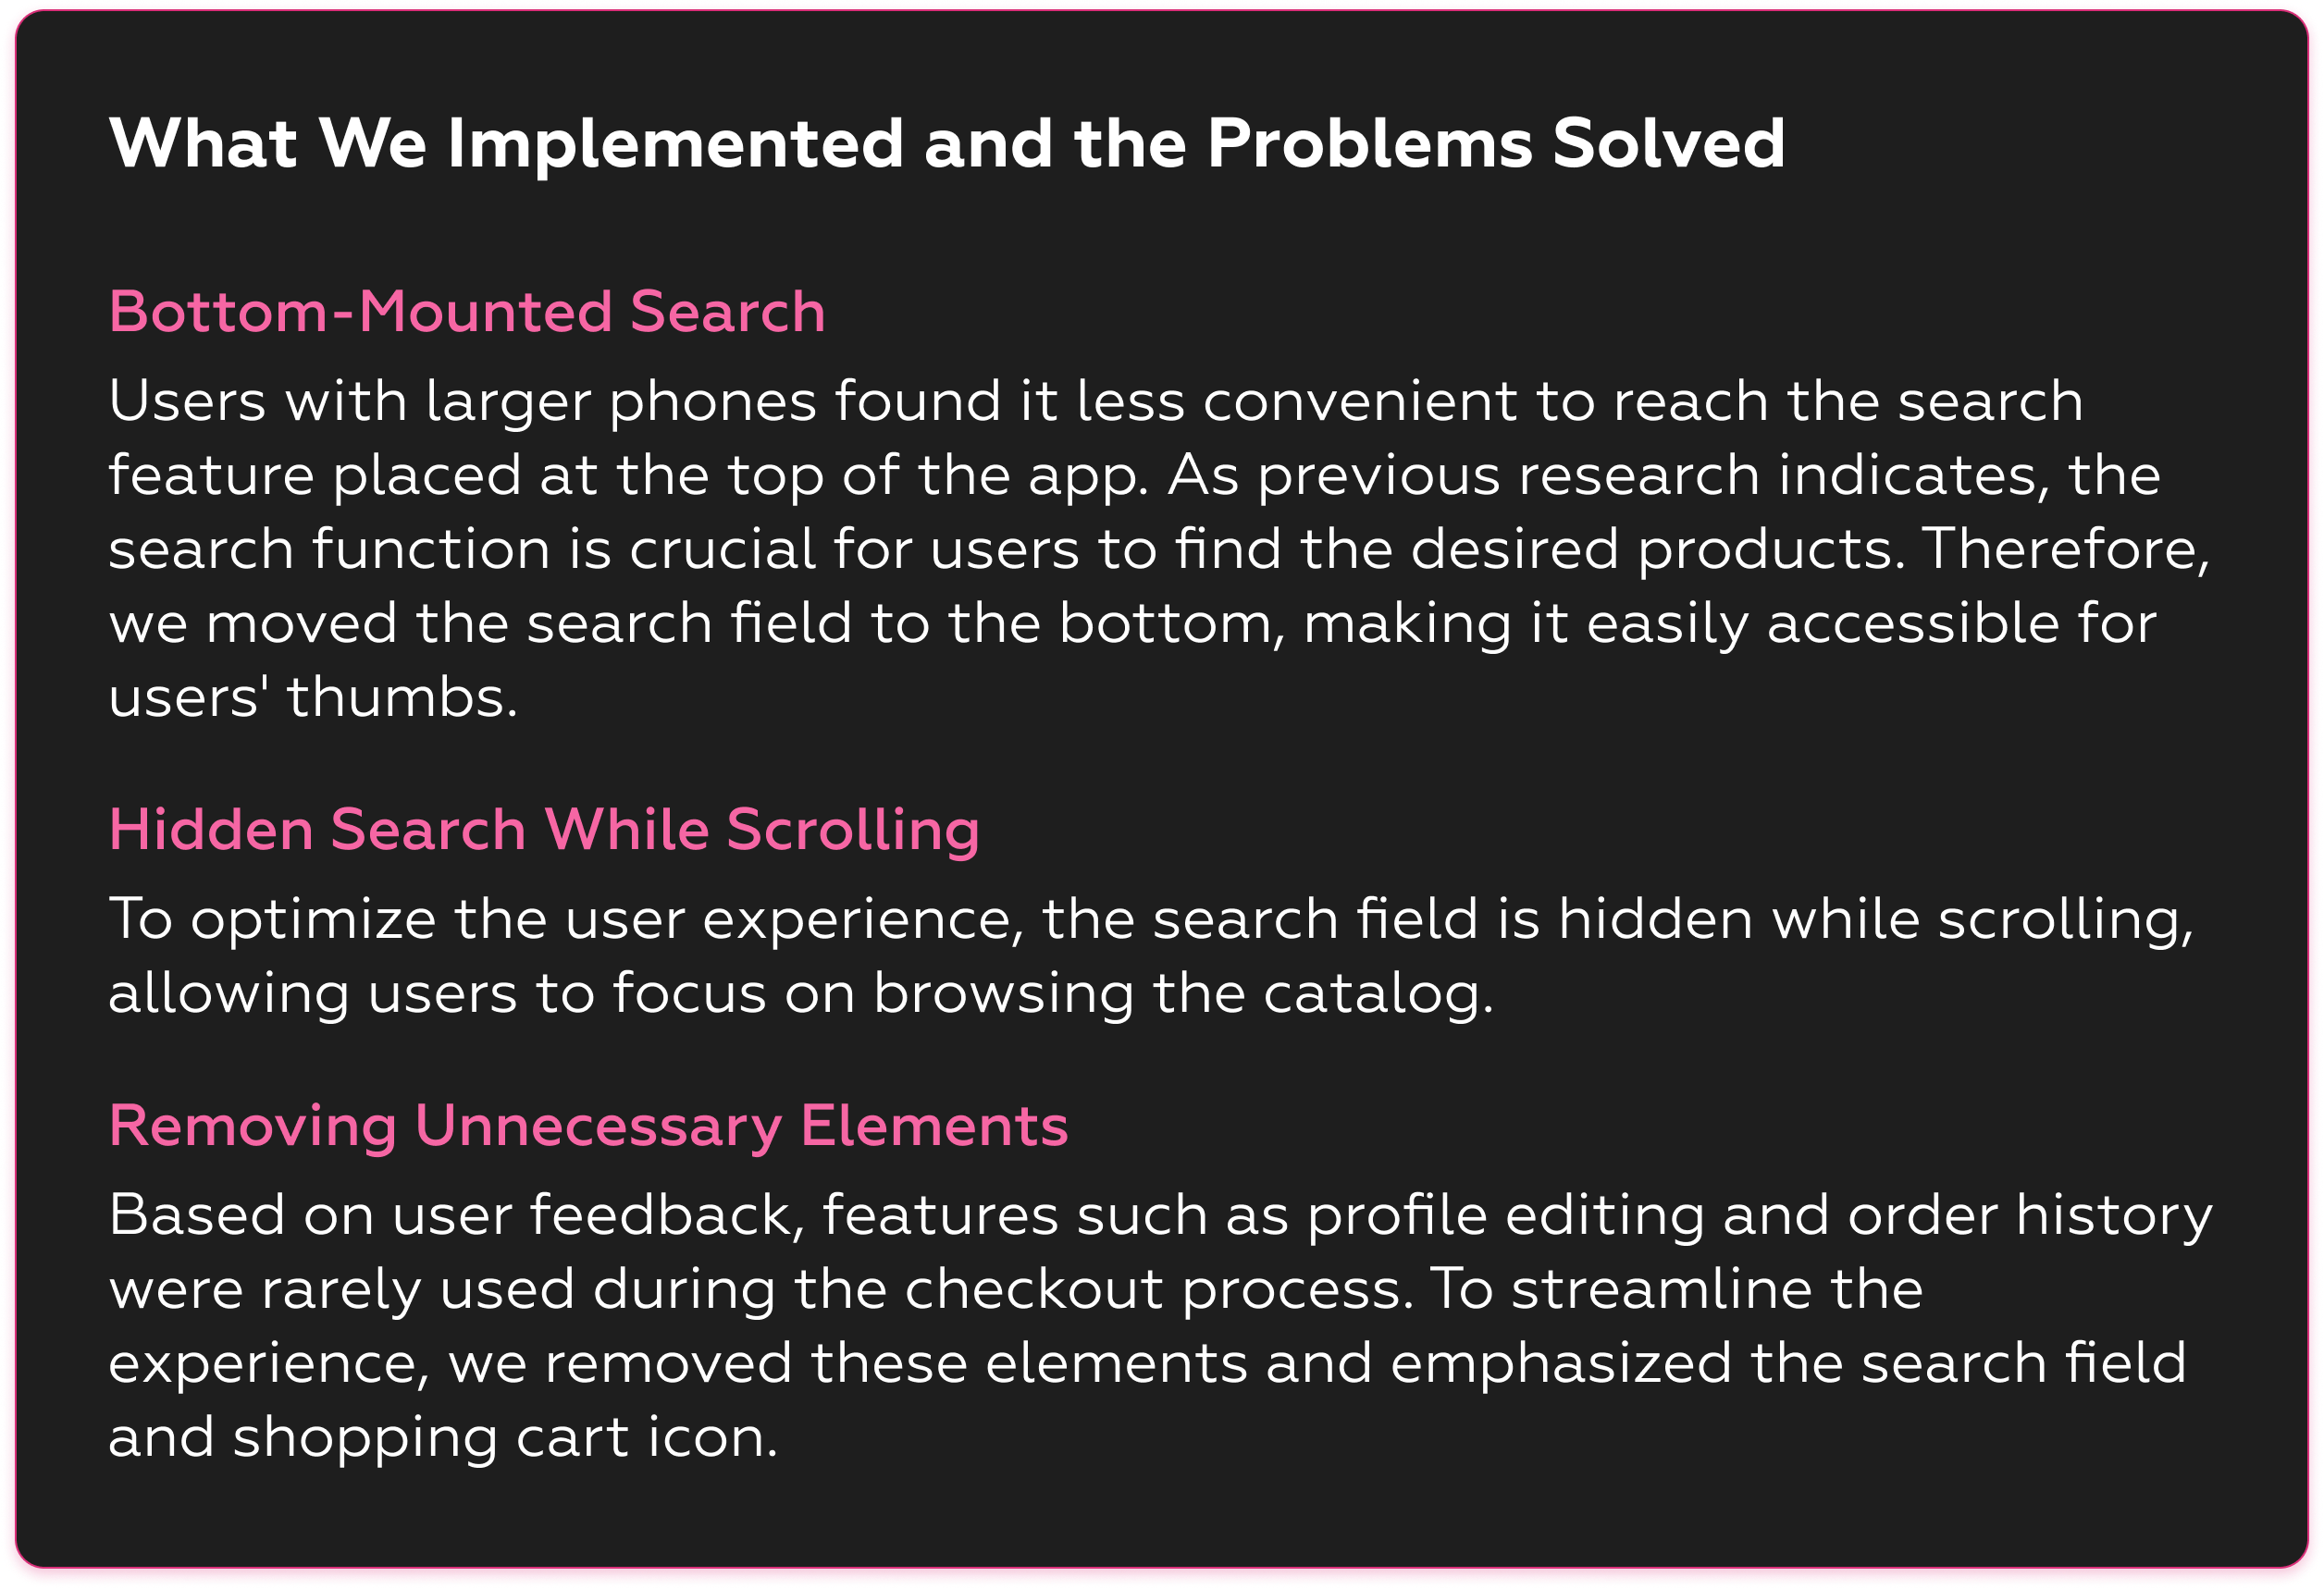 What We Implemented and the Problems Solved
Bottom-Mounted Search
Users with larger phones found it less convenient to reach the search
feature placed at the top of the app. As previous research indicates, the
search function is crucial for users to find the desired products. Therefore,
we moved the search field to the bottom, making it easily accessible for
users' thumbs.
Hidden Search While Scrolling
To optimize the user experience, the search field is hidden while scrolling,
allowing users to focus on browsing the catalog.
Removing Unnecessary Elements
Based on user feedback, features such as profile editing and order history
were rarely used during the checkout process. To streamline the
experience, we removed these elements and emphasized the search field
and shopping cart icon.